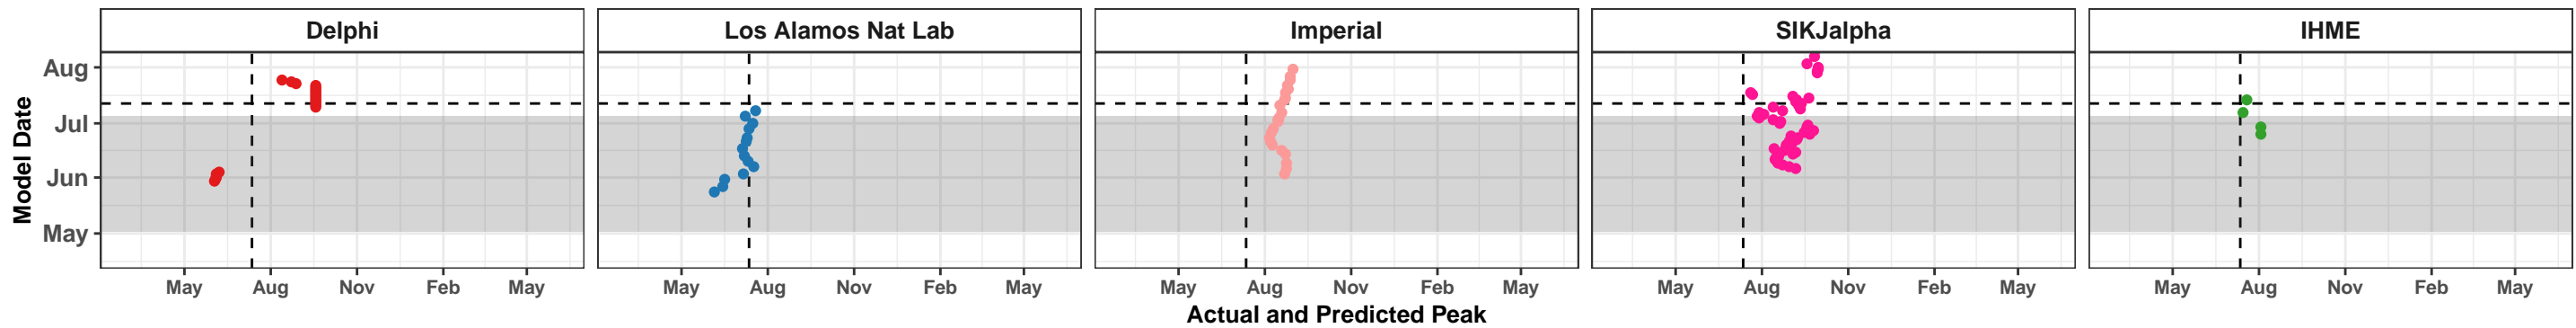 Delphi Los Alamos Nat Lab Imperial SIKJalpha IHME
Model Date
Aug
Jul
Jun
May
May Aug Nov Feb May May Aug Nov Feb May May Aug Nov Feb May May Aug Nov Feb May May Aug Nov Feb May
Actual and Predicted Peak